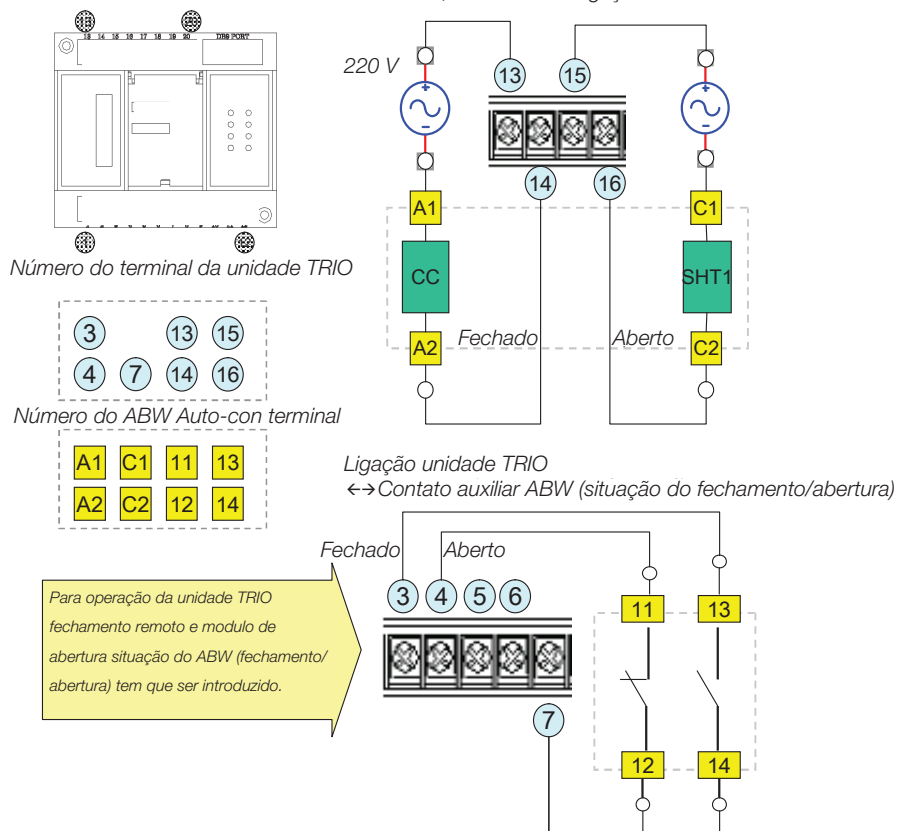 13 14 15 16 17 18 19 20 DRS PORT
Número do terminal da unidade TRIO
3 13 15
4 7 14 16
Número do ABW Auto-con terminal
A1 C1 11 13
A2 C2 12 14
220 V
13 15
14 16
A1 C1
CC SHT1
A2 Fechado Aberto C2
Ligação unidade TRIO
←→Contato auxiliar ABW (situação do fechamento/abertura)
Fechado Aberto
3 4 5 6
7
11 13
12 14
Para operação da unidade TRIO
fechamento remoto e modulo de
abertura situação do ABW (fechamento/
abertura) tem que ser introduzido.